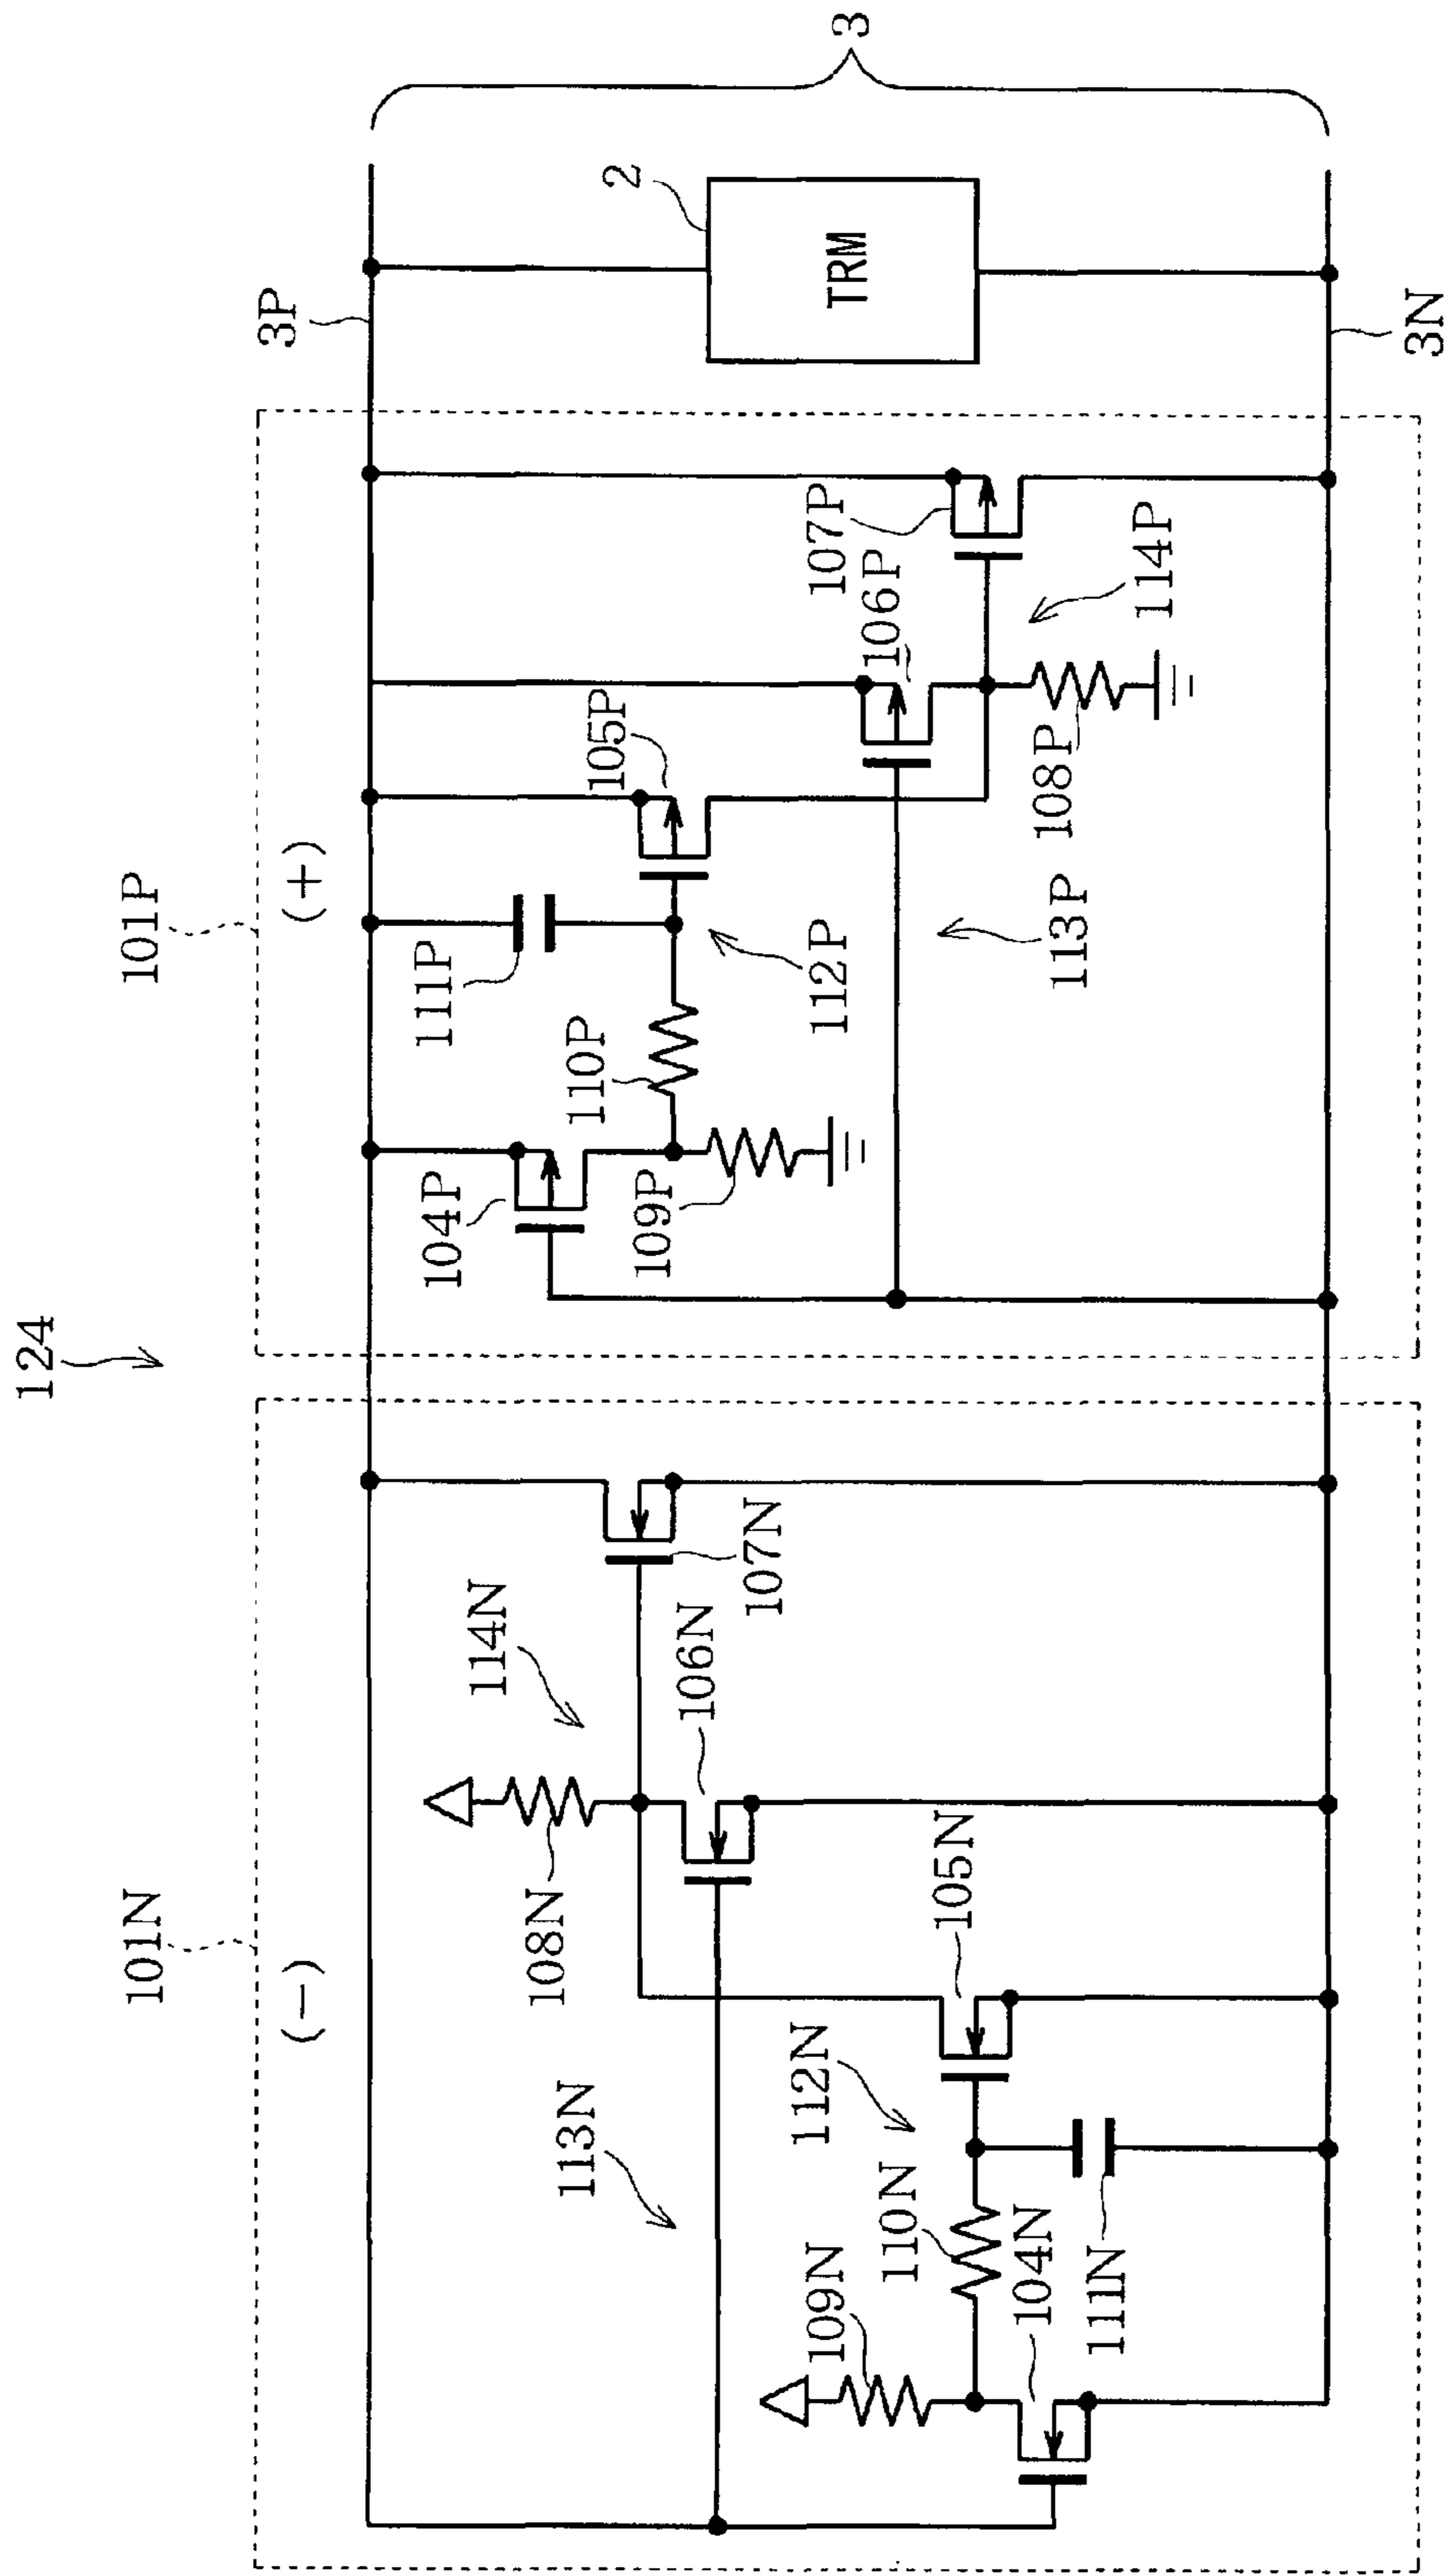 124
101N
(−)
113N
109N
110N
104N
111N
112N
105N
108N
114N
106N
107N
101P
(+)
104P
109P
110P
111P
112P
105P
113P
106P
108P
107P
114P
3P
2
TRM
3
3N